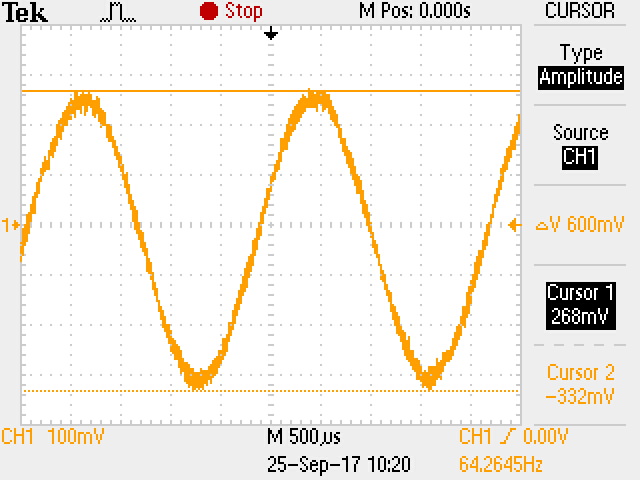 Tek Stop M Pos: 0.000s CURSOR
Type
Amplitude
Source
CH1
1
△V 600mV
Cursor 1
268mV
Cursor 2
-332mV
CH1 100mV M 500µs CH1 0.00V
25-Sep-17 10:20 64.2645Hz